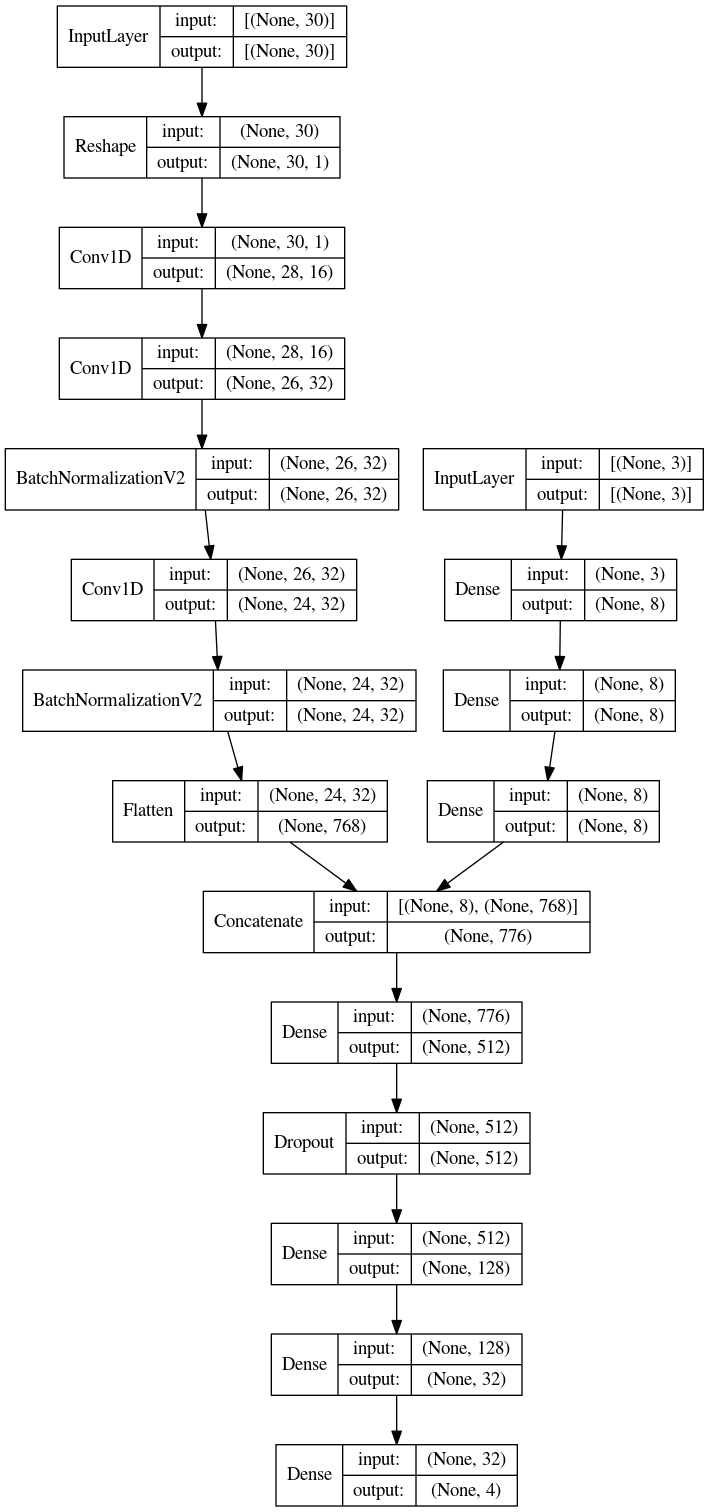 InputLayer input: [(None, 30)]
output: [(None, 30)]
Reshape input: (None, 30)
output: (None, 30, 1)
Conv1D input: (None, 30, 1)
output: (None, 28, 16)
Conv1D input: (None, 28, 16)
output: (None, 26, 32)
BatchNormalizationV2 input: (None, 26, 32)
output: (None, 26, 32)
InputLayer input: [(None, 3)]
output: [(None, 3)]
Conv1D input: (None, 26, 32)
output: (None, 24, 32)
Dense input: (None, 3)
output: (None, 8)
BatchNormalizationV2 input: (None, 24, 32)
output: (None, 24, 32)
Dense input: (None, 8)
output: (None, 8)
Flatten input: (None, 24, 32)
output: (None, 768)
Dense input: (None, 8)
output: (None, 8)
Concatenate input: [(None, 8), (None, 768)]
output: (None, 776)
Dense input: (None, 776)
output: (None, 512)
Dropout input: (None, 512)
output: (None, 512)
Dense input: (None, 512)
output: (None, 128)
Dense input: (None, 128)
output: (None, 32)
Dense input: (None, 32)
output: (None, 4)